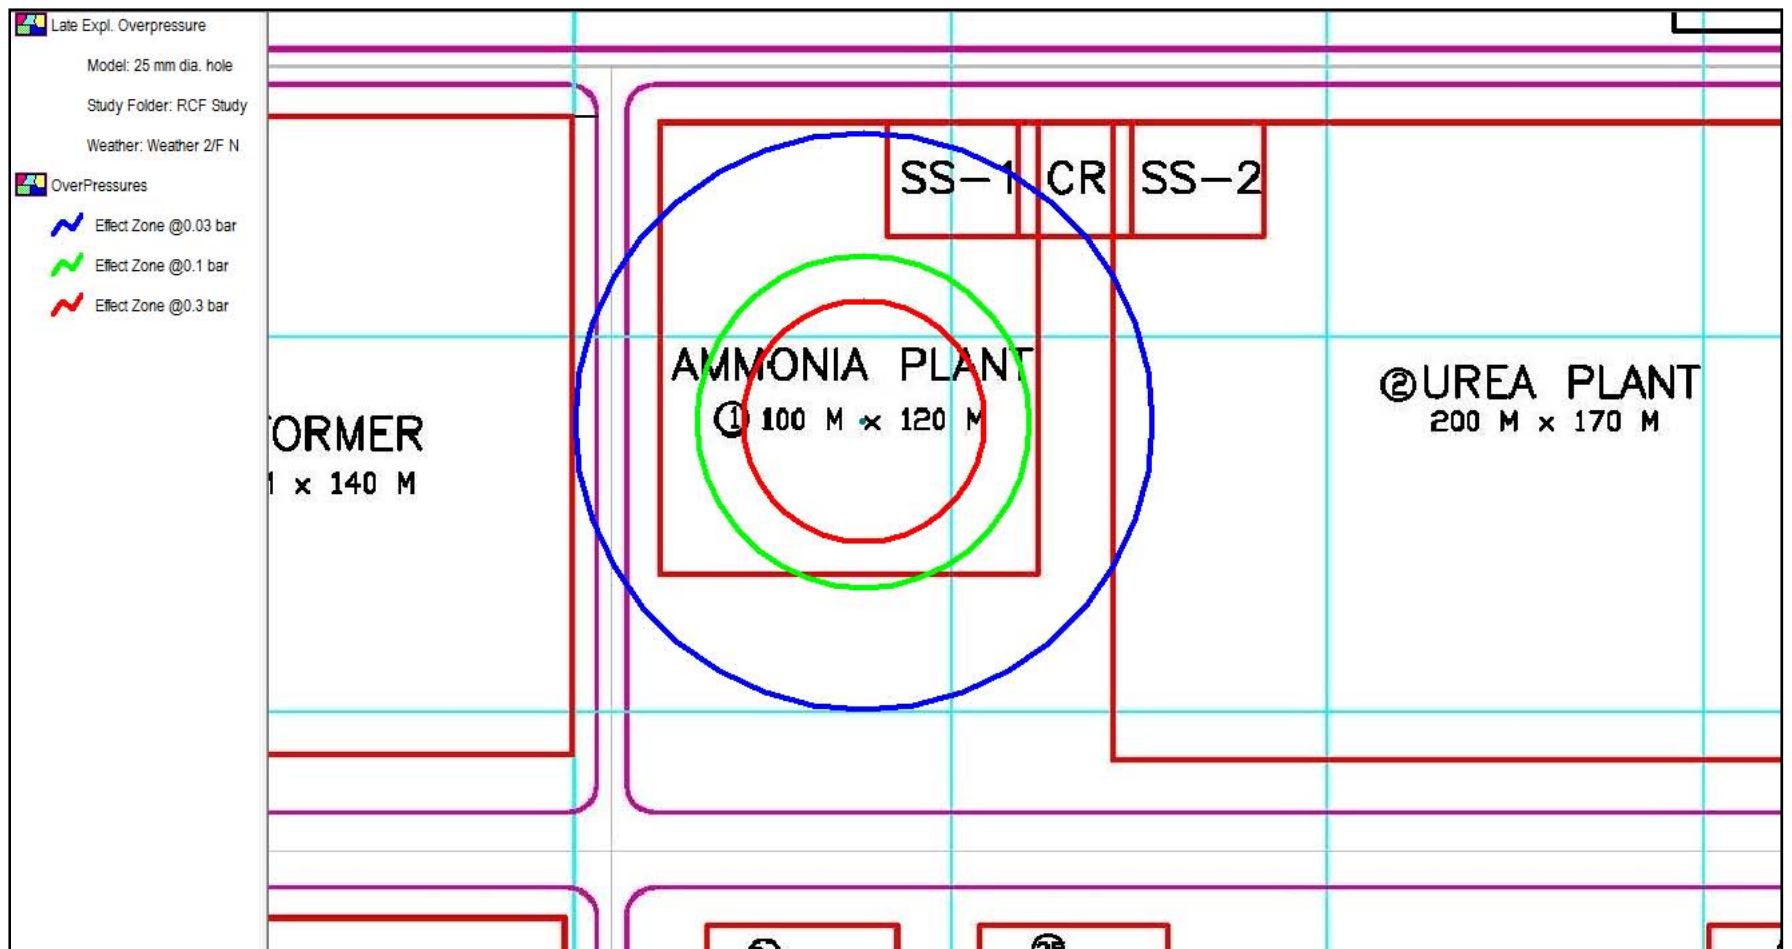 Late Expl. Overpressure
Model: 25 mm dia. hole
Study Folder: RCF Study
Weather: Weather 2/F N
OverPressures
Effect Zone @0.03 bar
Effect Zone @0.1 bar
Effect Zone @0.3 bar
SS-1 CR SS-2
AMMONIA PLANT
① 100 M x 120 M
②UREA PLANT
200 M x 170 M
ORMER
x 140 M